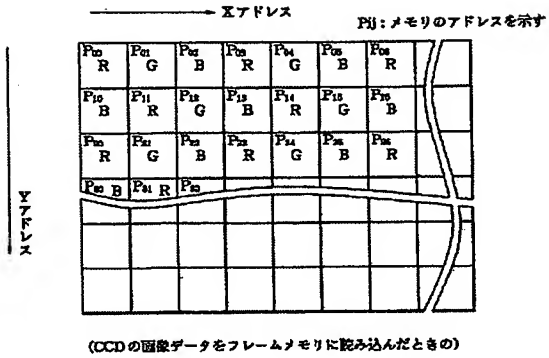 Xアドレス
Pij: メモリのアドレスを示す
P00 P01 P02 P03 P04 P05 P06
R G B R G B R
P10 P11 P12 P13 P14 P15 P16
B R G B R G B
P20 P21 P22 P23 P24 P25 P26
R G B R G B R
P30 B P31 R P32
Yアドレス
(CCDの画像データをフレームメモリに読み込んだときの)